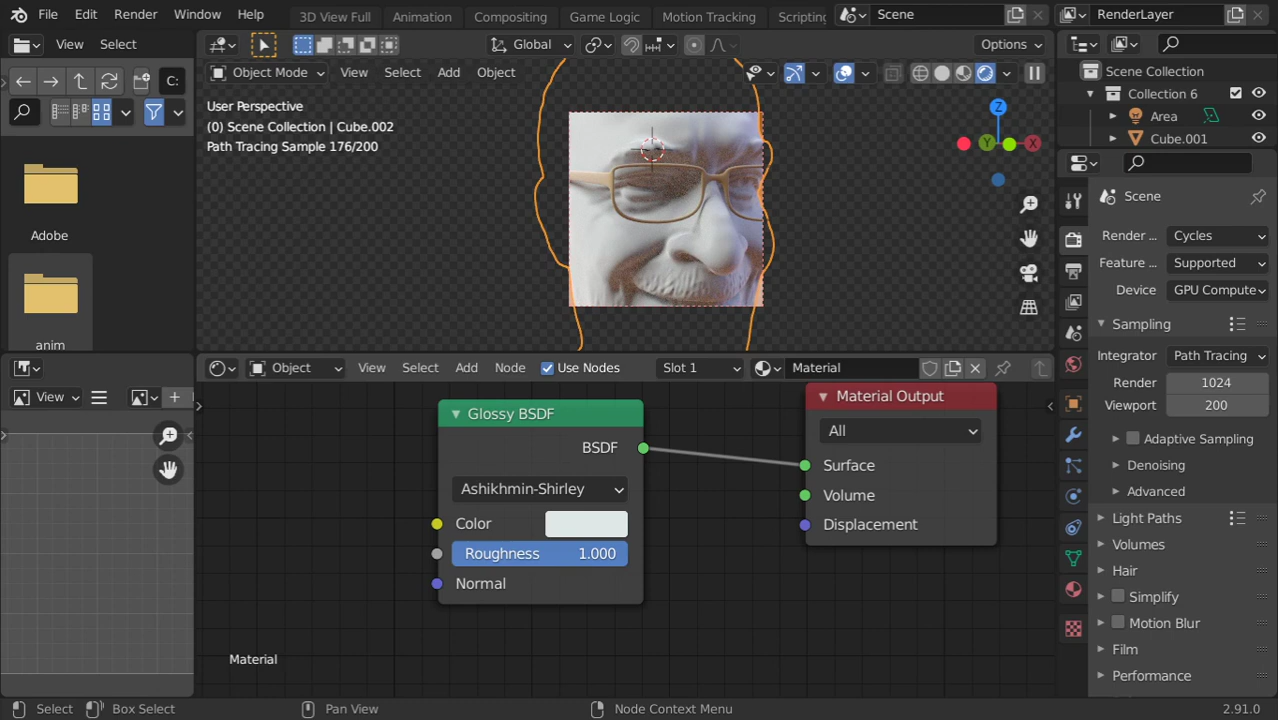 File Edit Render Window Help 3D View Full Animation Compositing Game Logic Motion Tracking Scripting Scene RenderLayer
View Select Global Options
C:
Object Mode View Select Add Object
User Perspective
(0) Scene Collection | Cube.002
Path Tracing Sample 176/200
Z
Y
X
Adobe
anim
Scene Collection
Collection 6
Area
Cube.001
Scene
Render ... Cycles
Feature ... Supported
Device GPU Compute
Sampling
Integrator Path Tracing
Render 1024
Viewport 200
Adaptive Sampling
Denoising
Advanced
Light Paths
Volumes
Hair
Simplify
Motion Blur
Film
Performance
View
Object View Select Add Node Use Nodes Slot 1 Material
Glossy BSDF
BSDF
Ashikhmin-Shirley
Color
Roughness 1.000
Normal
Material Output
All
Surface
Volume
Displacement
Material
Select Box Select Pan View Node Context Menu 2.91.0